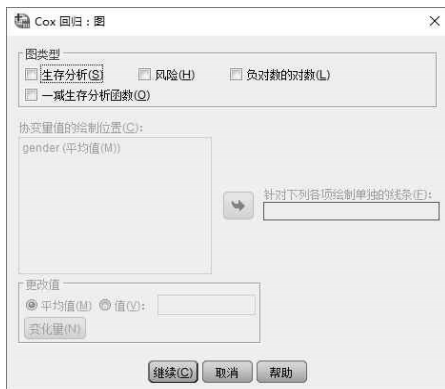 Cox 回归：图
图类型
生存分析(S) 风险(H) 负对数的对数(L)
一减生存分析函数(O)
协变量值的绘制位置(C):
gender (平均值(M))
针对下列各项绘制单独的线条(F):
更改值
平均值(M) 值(V):
变化量(N)
继续(C) 取消 帮助